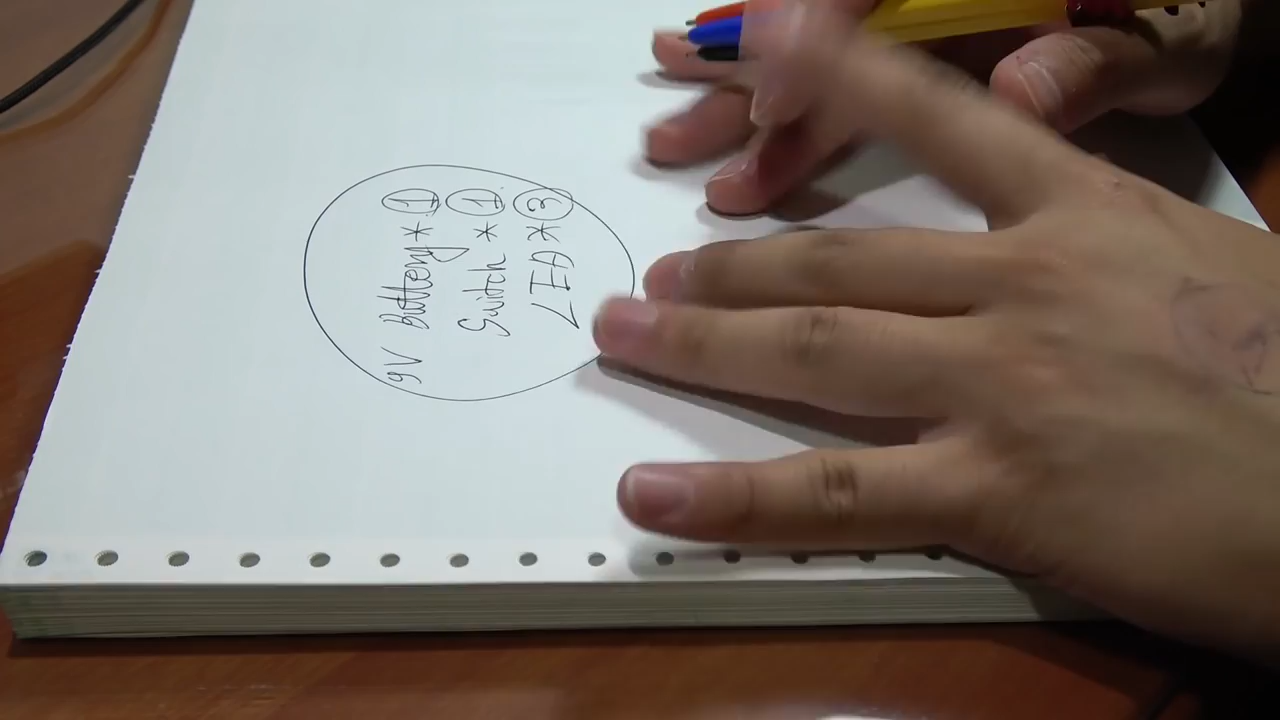 9V Battery * ①
Switch * ①
LED * ③